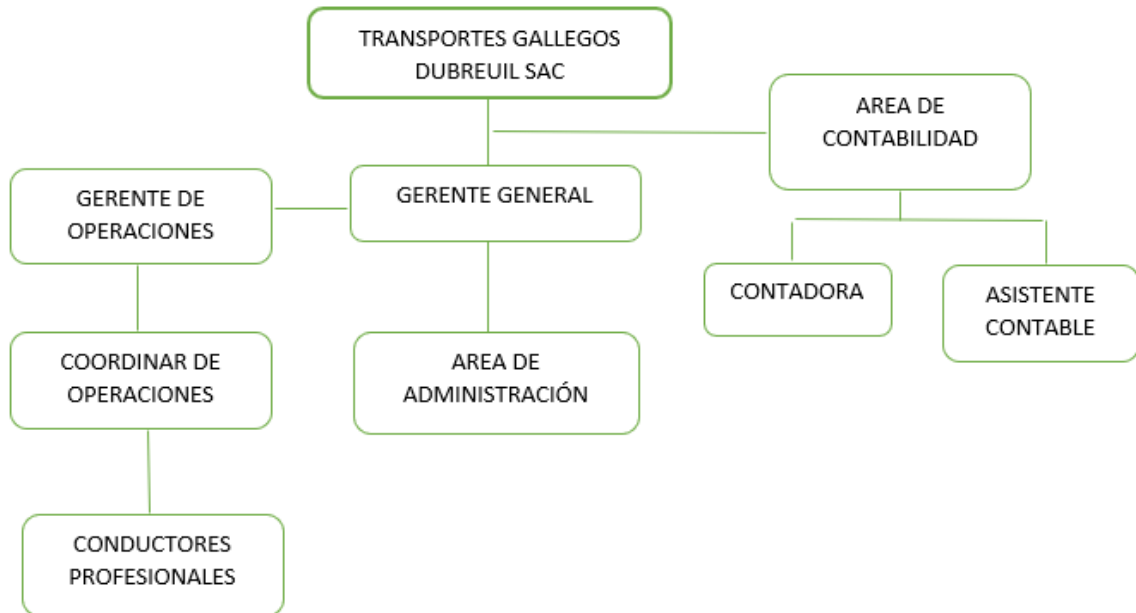 TRANSPORTES GALLEGOS
DUBREUIL SAC
AREA DE
CONTABILIDAD
GERENTE DE
OPERACIONES
GERENTE GENERAL
CONTADORA
ASISTENTE
CONTABLE
COORDINAR DE
OPERACIONES
AREA DE
ADMINISTRACIÓN
CONDUCTORES
PROFESIONALES